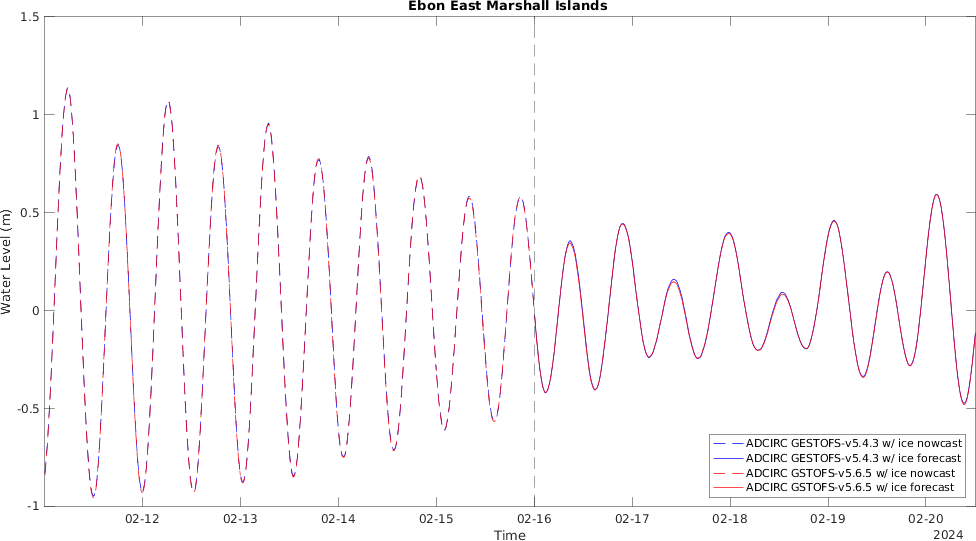 Ebon East Marshall Islands
1.5
1
0.5
0
-0.5
-1
Water Level (m)
ADCIRC GESTOFS-v5.4.3 w/ ice nowcast
ADCIRC GESTOFS-v5.4.3 w/ ice forecast
ADCIRC GSTOFS-v5.6.5 w/ ice nowcast
ADCIRC GSTOFS-v5.6.5 w/ ice forecast
02-12 02-13 02-14 02-15 02-16 02-17 02-18 02-19 02-20
Time
2024